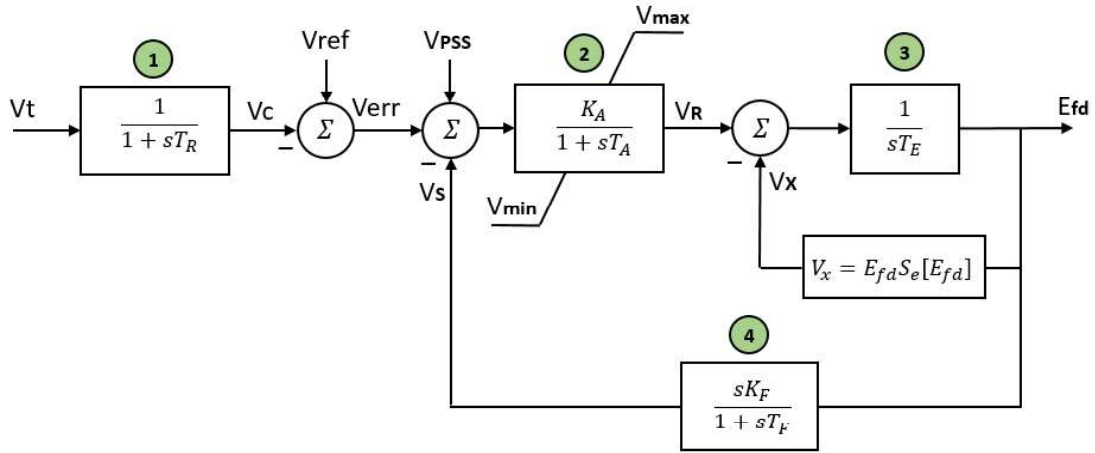 1
Vt
1
1 + sT_R
Vc
Vref
Σ
Verr
VPSS
Σ
Vs
2
Vmax
K_A
1 + sT_A
Vmin
VR
Σ
Vx
3
1
sT_E
Efd
V_x = E_fd S_e[E_fd]
4
sK_F
1 + sT_F